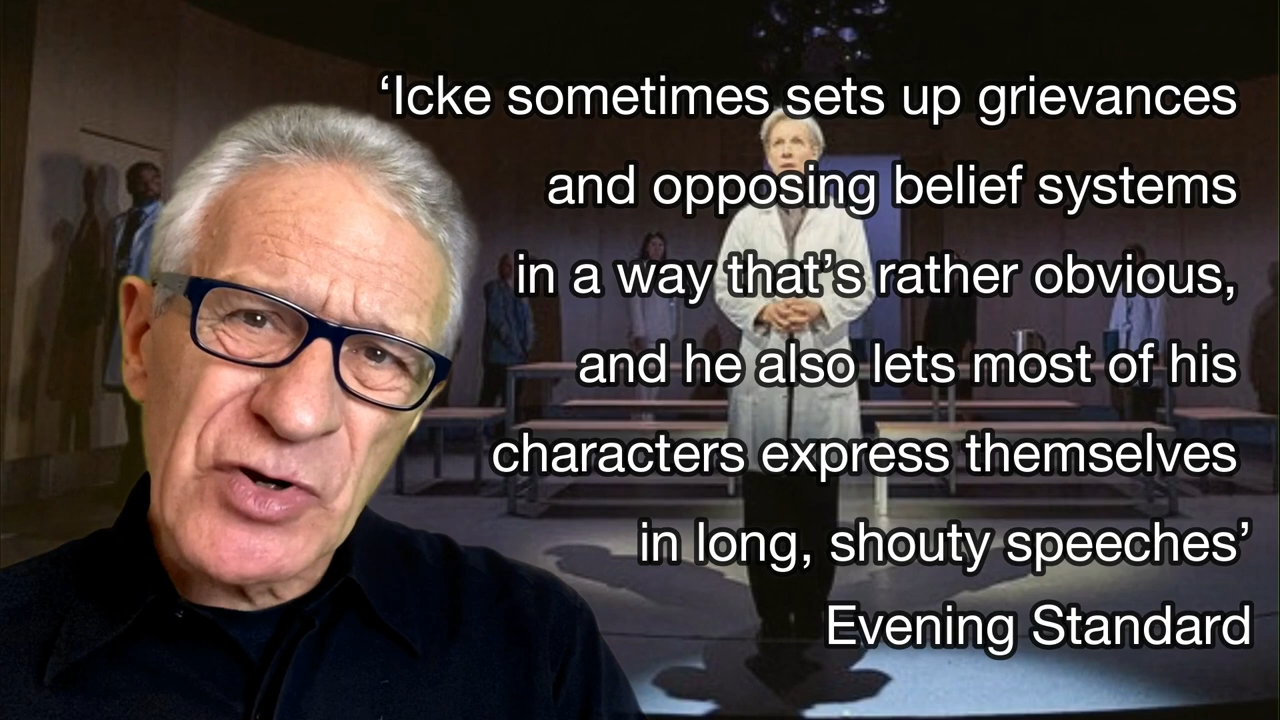 ‘Icke sometimes sets up grievances
and opposing belief systems
in a way that’s rather obvious,
and he also lets most of his
characters express themselves
in long, shouty speeches’
Evening Standard